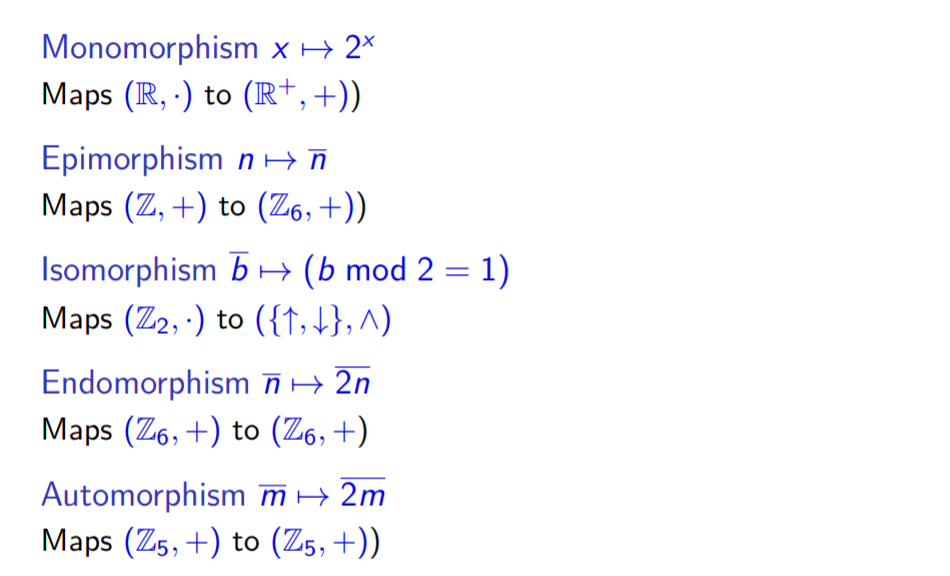 Monomorphism x ↦ 2ˣ
Maps (ℝ, ·) to (ℝ⁺, +))
Epimorphism n ↦ n̅
Maps (ℤ, +) to (ℤ₆, +))
Isomorphism b̅ ↦ (b mod 2 = 1)
Maps (ℤ₂, ·) to ({↑, ↓}, ∧)
Endomorphism n̅ ↦ 2̅n̅
Maps (ℤ₆, +) to (ℤ₆, +)
Automorphism m̅ ↦ 2̅m̅
Maps (ℤ₅, +) to (ℤ₅, +))